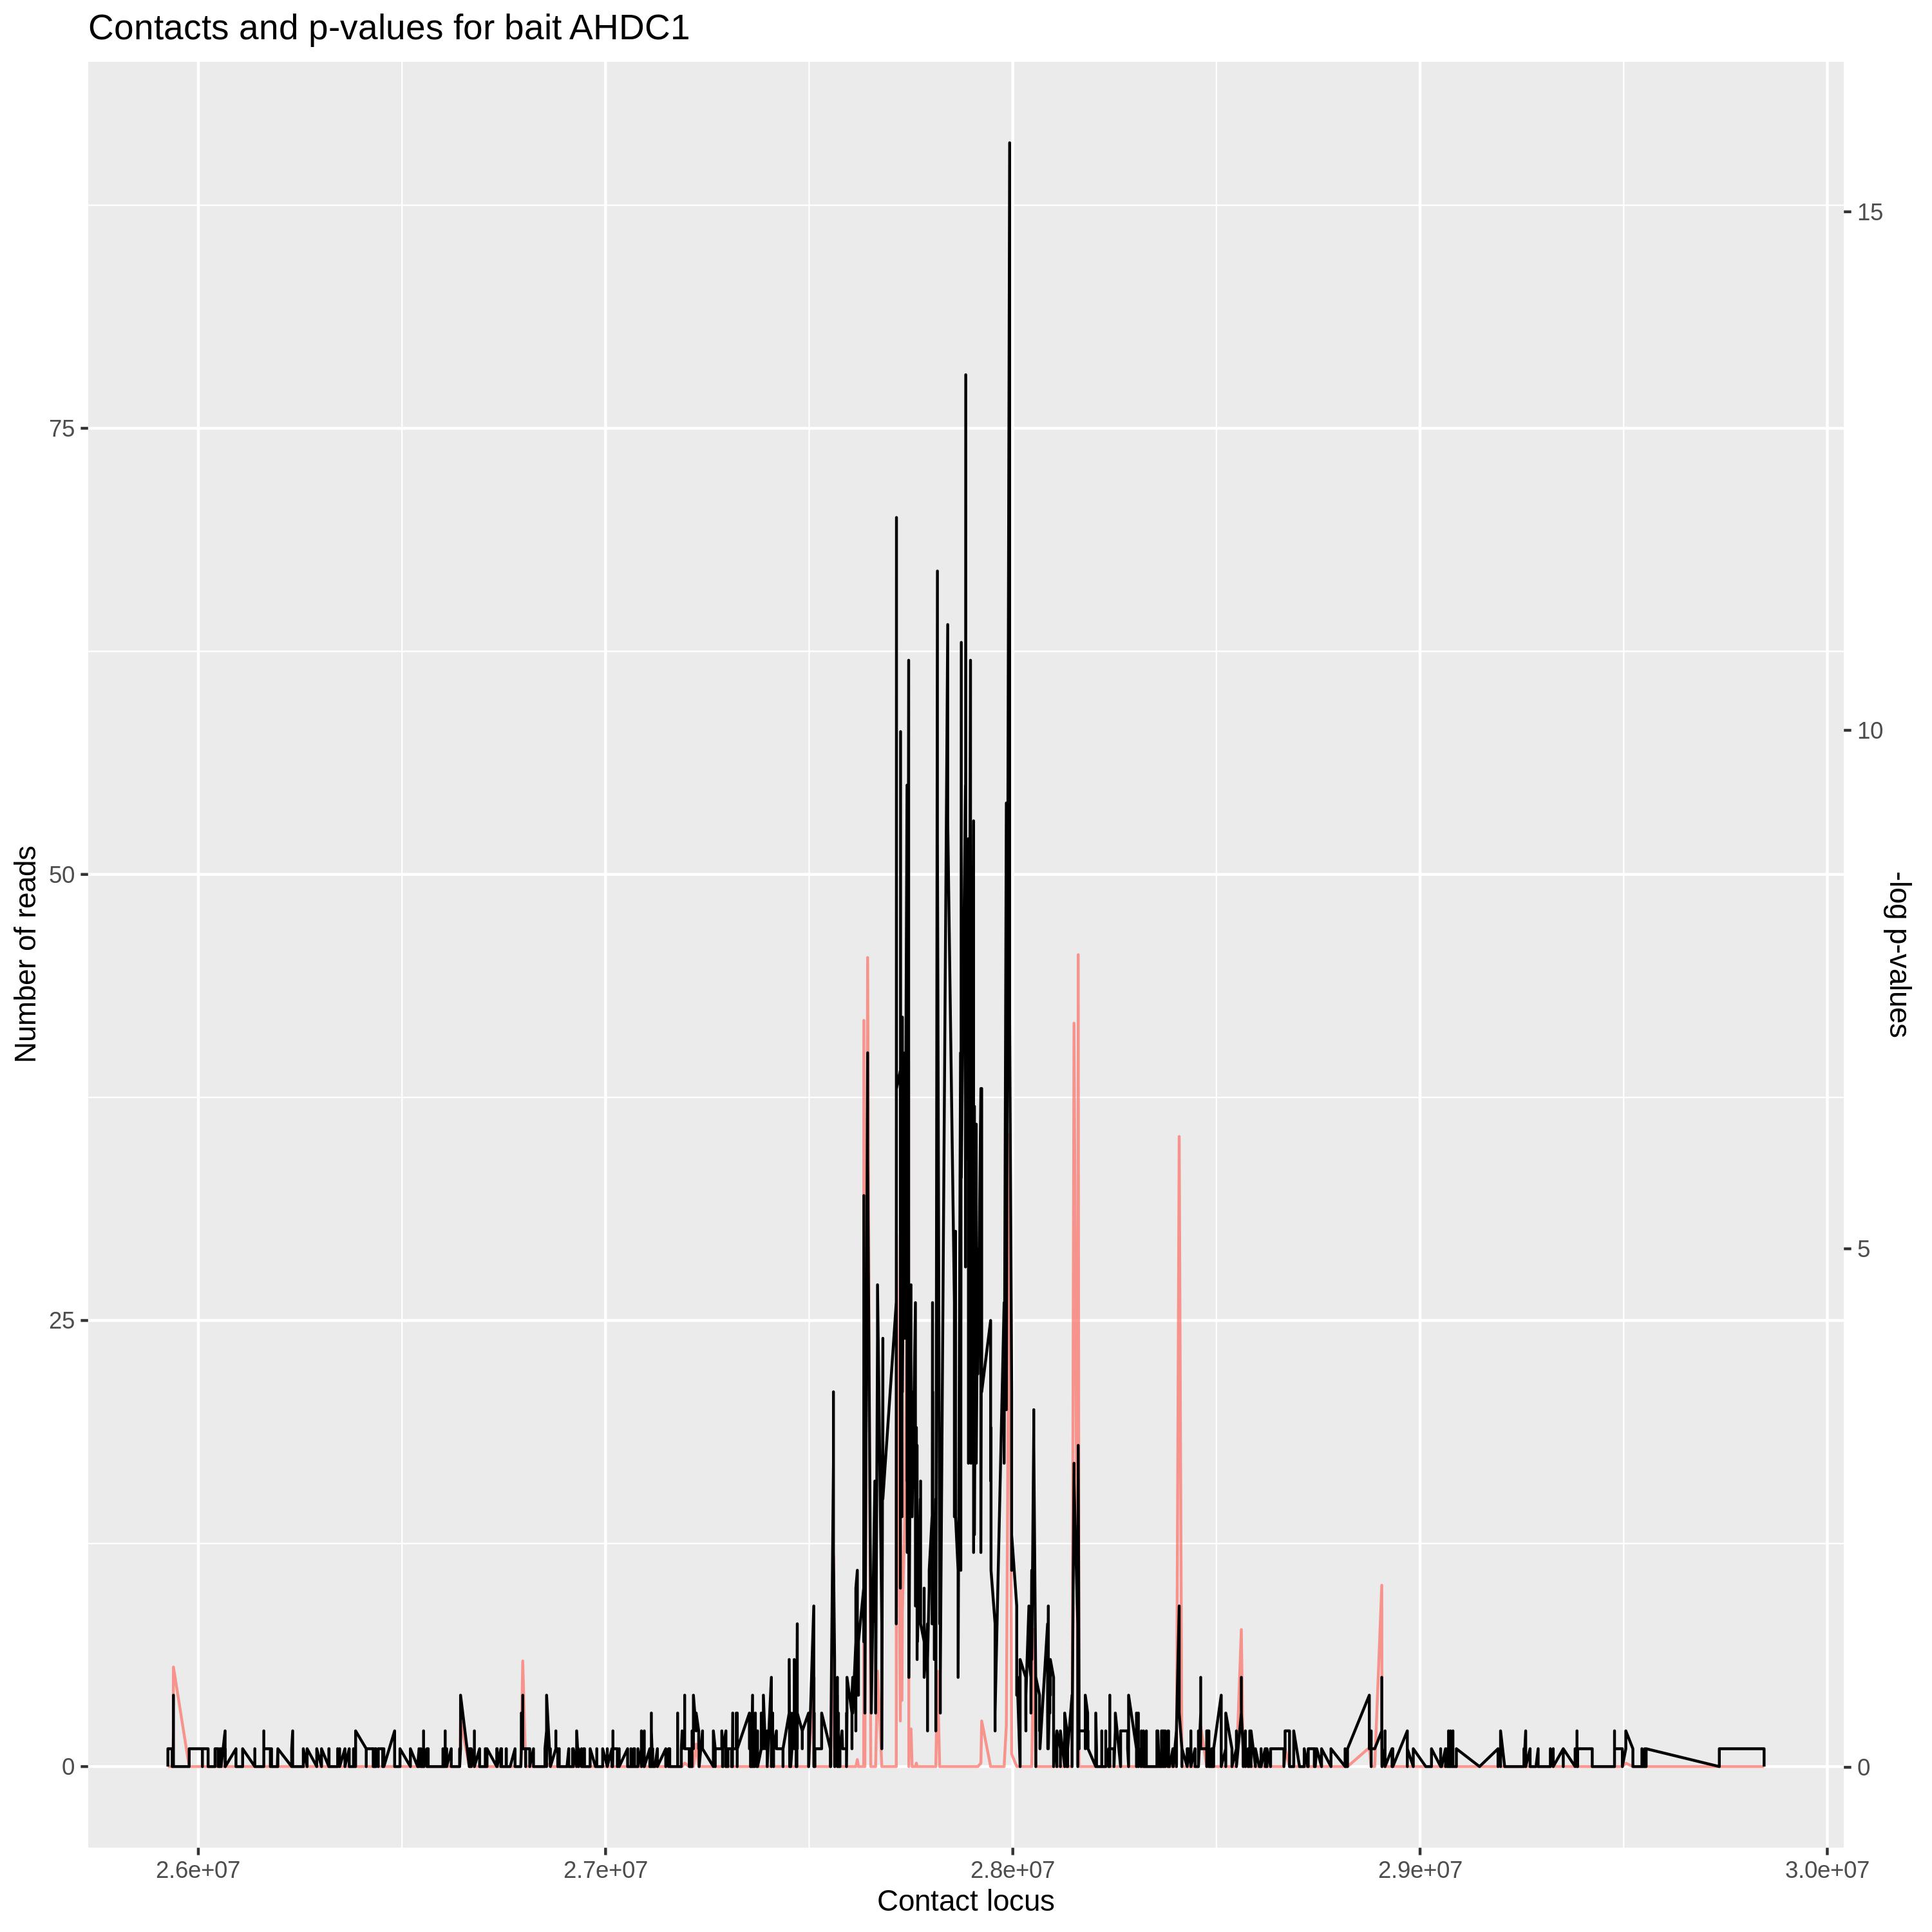 Contacts and p-values for bait AHDC1
Number of reads
75
50
25
0
15
10
5
0
-log p-values
2.6e+07
2.7e+07
2.8e+07
2.9e+07
3.0e+07
Contact locus